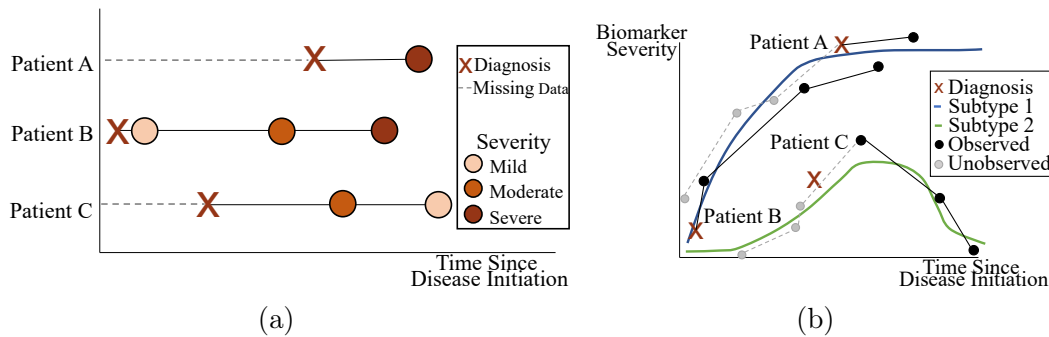 Patient A
Patient B
Patient C
X Diagnosis
Missing Data
Severity
Mild
Moderate
Severe
Time Since
Disease Initiation
(a)
Biomarker
Severity
Patient A
Patient C
Patient B
x Diagnosis
Subtype 1
Subtype 2
Observed
Unobserved
Time Since
Disease Initiation
(b)